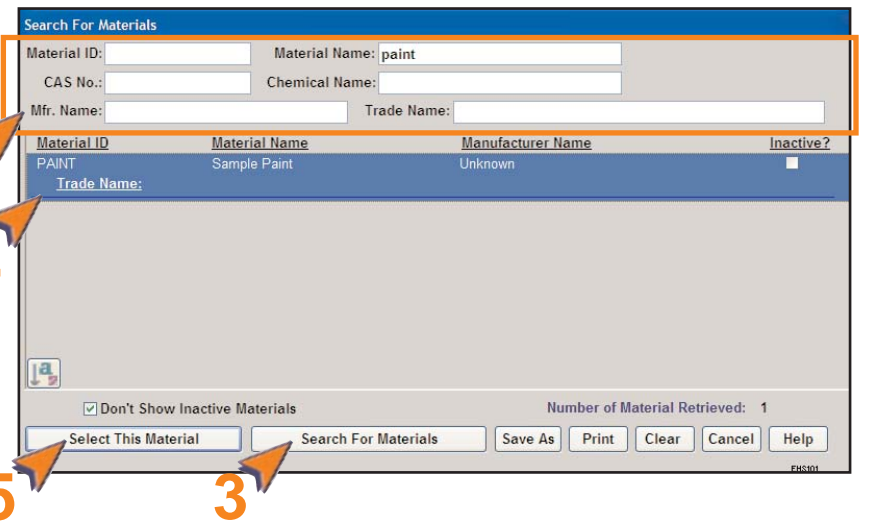 Search For Materials
Material ID: Material Name: paint
CAS No.: Chemical Name:
Mfr. Name: Trade Name:
Material ID Material Name Manufacturer Name Inactive?
PAINT Sample Paint Unknown
Trade Name:
Don't Show Inactive Materials Number of Material Retrieved: 1
Select This Material Search For Materials Save As Print Clear Cancel Help
EHS101
5 3